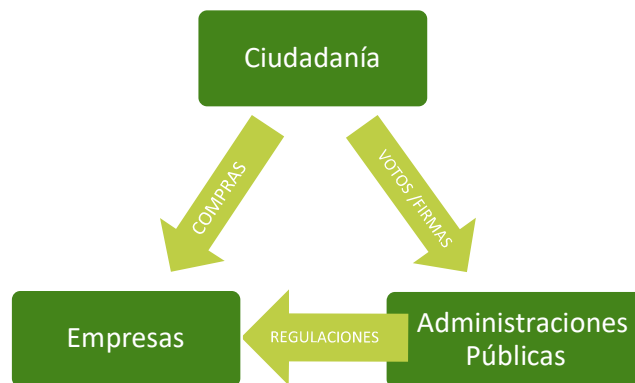 Ciudadanía
COMPRAS
VOTOS /FIRMAS
Empresas
REGULACIONES
Administraciones
Públicas